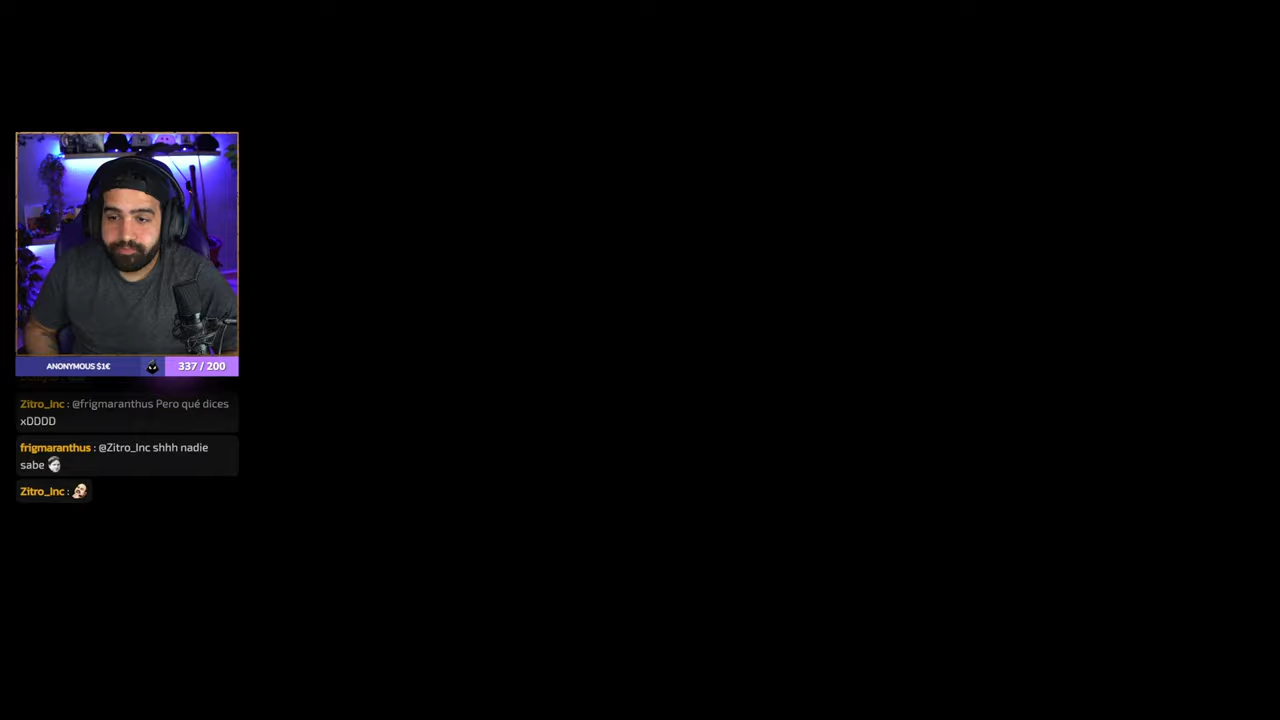 ANONYMOUS $1€
337 / 200
Zitro_Inc : @frigmaranthus Pero qué dices
xDDDD
frigmaranthus : @Zitro_Inc shhh nadie
sabe
Zitro_Inc :